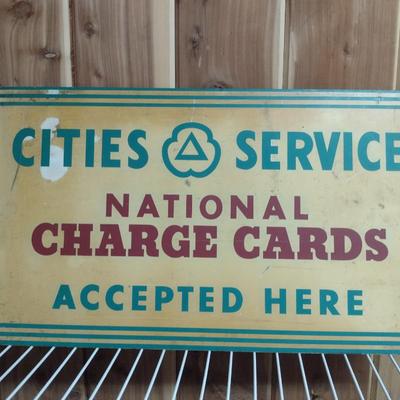 CITIES SERVICE
NATIONAL
CHARGE CARDS
ACCEPTED HERE